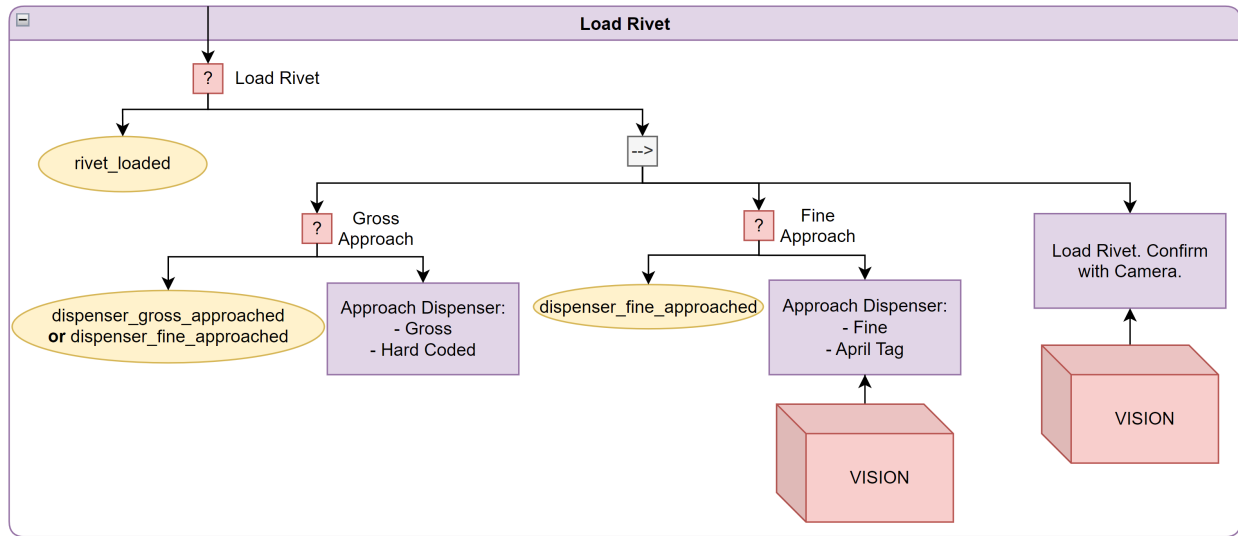 Load Rivet
? Load Rivet
rivet_loaded
-->
? Gross
Approach
? Fine
Approach
Load Rivet. Confirm
with Camera.
dispenser_gross_approached
or dispenser_fine_approached
Approach Dispenser:
- Gross
- Hard Coded
dispenser_fine_approached
Approach Dispenser:
- Fine
- April Tag
VISION
VISION